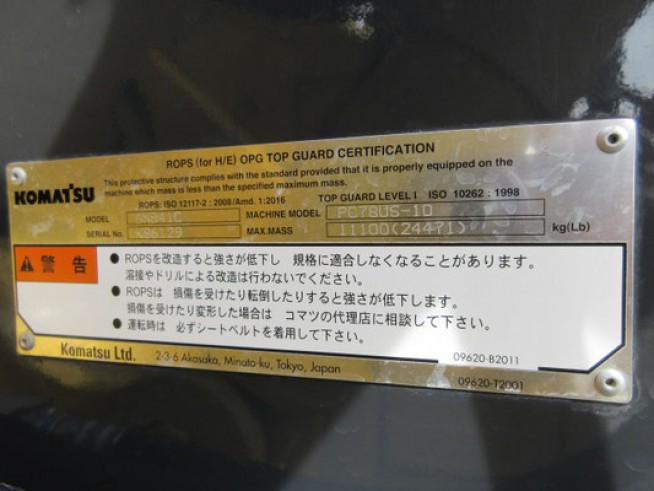 ROPS (for H/E) OPG TOP GUARD CERTIFICATION
KOMATSU
This protective structure complies with the standard provided that it is properly equipped on the
machine which mass is less than the specified maximum mass.
ROPS: ISO 12117-2 : 2008/Amd. 1:2016 TOP GUARD LEVEL I ISO 10262 : 1998
MODEL MACHINE MODEL PC78US-10
SERIAL No. MAX.MASS 11100(24471) kg(Lb)
警告
● ROPSを改造すると強さが低下し 規格に適合しなくなることがあります。
溶接やドリルによる改造は行わないでください。
● ROPSは 損傷を受けたり転倒したりすると強さが低下します。
損傷を受けたり変形した場合は コマツの代理店に相談して下さい。
● 運転時は 必ずシートベルトを着用して下さい。
09620-B2011
Komatsu Ltd. 2-3-6 Akasaka, Minato-ku, Tokyo, Japan
09620-T2001